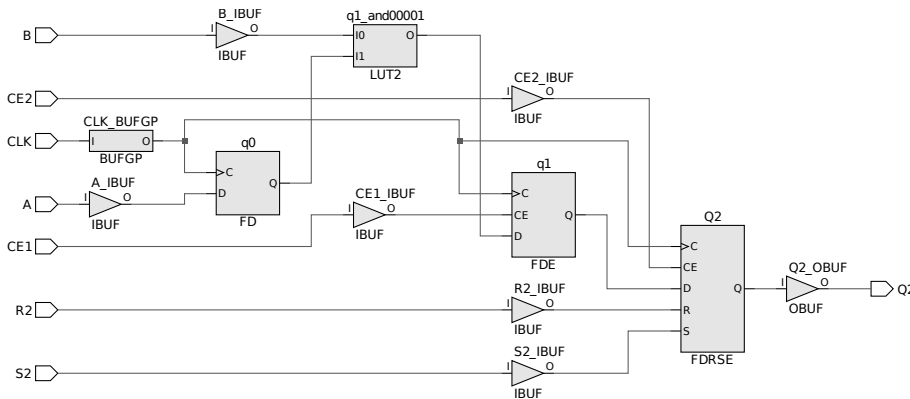 B
B_IBUF
I
O
IBUF
q1_and00001
I0
O
I1
LUT2
CE2
CE2_IBUF
I
O
IBUF
CLK
CLK_BUFGP
I
O
BUFGP
q0
C
D
Q
FD
A
A_IBUF
I
O
IBUF
CE1
CE1_IBUF
I
O
IBUF
q1
C
CE
D
Q
FDE
R2
R2_IBUF
I
O
IBUF
S2
S2_IBUF
I
O
IBUF
Q2
C
CE
D
R
S
Q
FDRSE
Q2_OBUF
I
O
OBUF
Q2